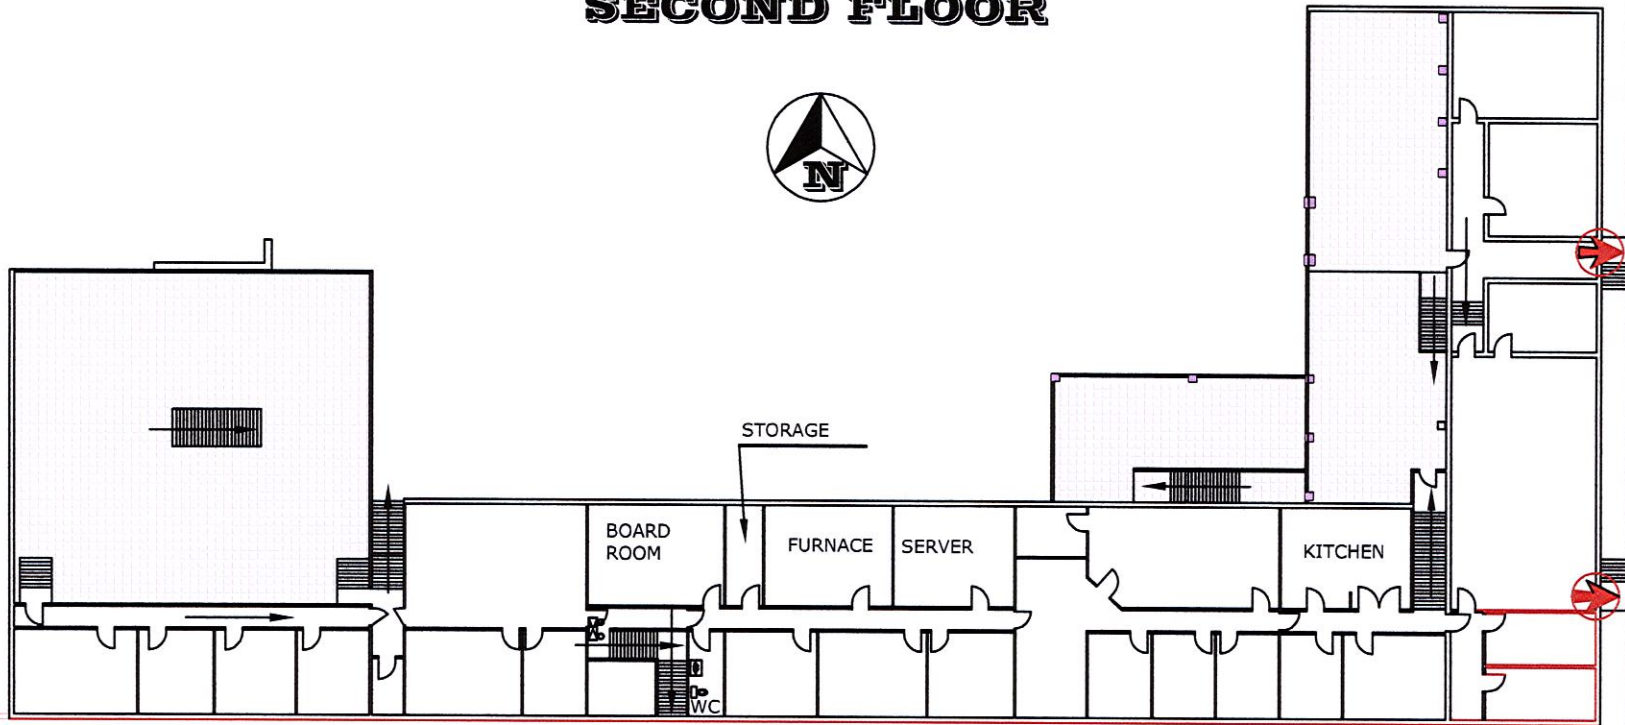 SECOND FLOOR
N
STORAGE
BOARD
ROOM
FURNACE
SERVER
KITCHEN
WC